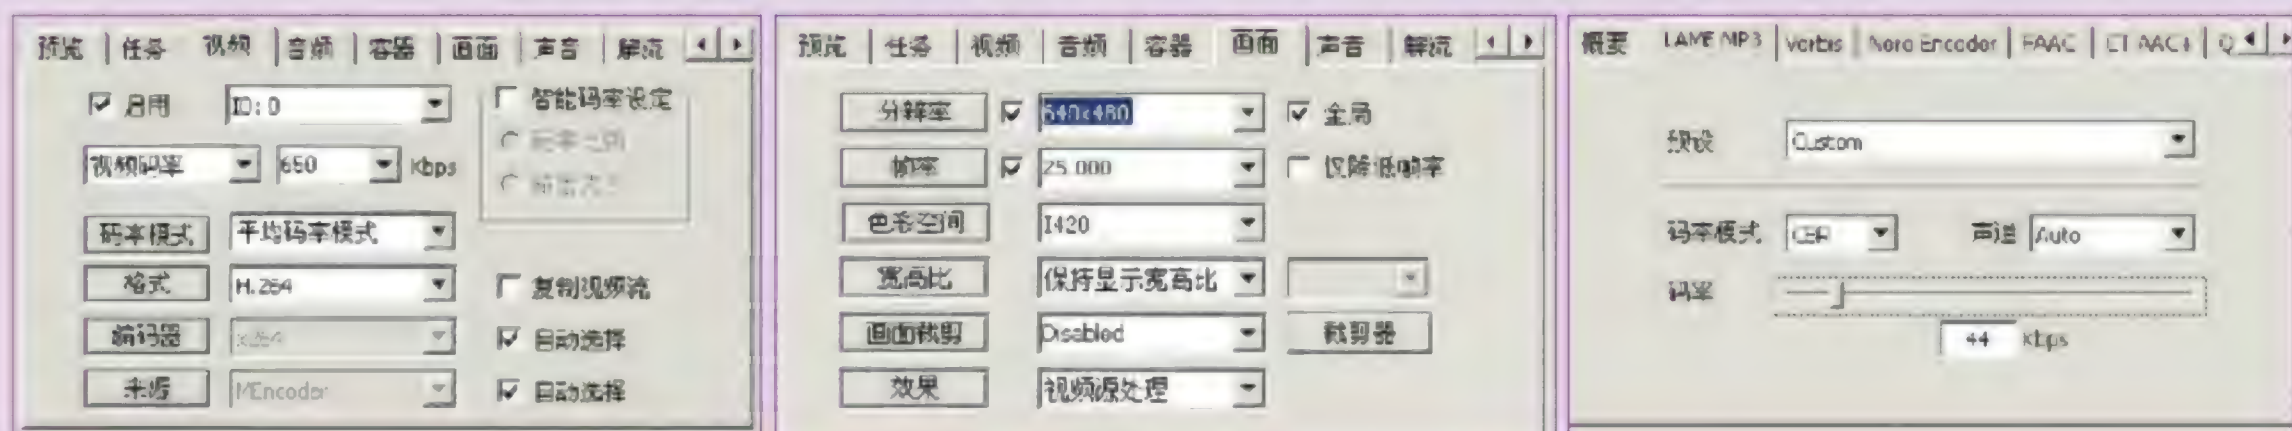 预览 任务 视频 音频 容器 画面 声音 解流
启用 ID: 0 智能码率设定
视频码率 650 Kbps
码率模式 平均码率模式
格式 H.264 复制视频流
编码器 x264 自动选择
来源 MEncoder 自动选择
预览 任务 视频 音频 容器 画面 声音 解流
分辨率 640x480 全局
帧率 25.000 仅降低帧率
色彩空间 I420
宽高比 保持显示宽高比
画面裁剪 Disabled 裁剪器
效果 视频源处理
概要 LAME MP3 Vorbis Nero Encoder FAAC CT AAC+ Q
预设 Custom
码率模式 CBR 声道 Auto
码率
44 kbps